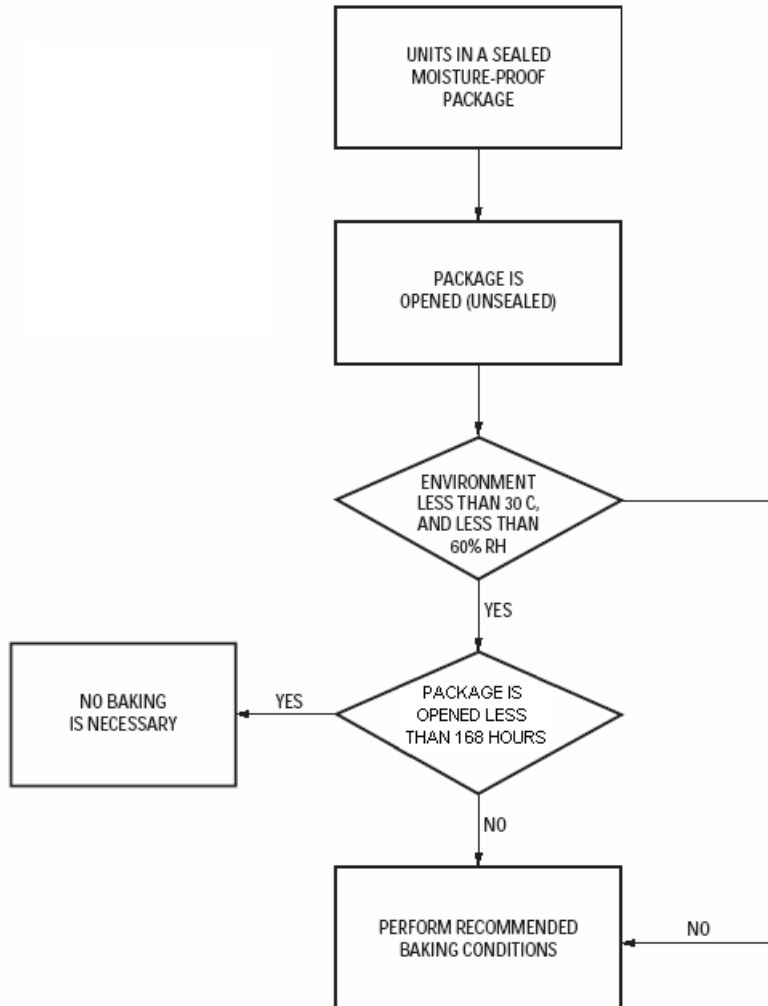 UNITS IN A SEALED
MOISTURE-PROOF
PACKAGE
PACKAGE IS
OPENED (UNSEALED)
ENVIRONMENT
LESS THAN 30 C,
AND LESS THAN
60% RH
YES
PACKAGE IS
OPENED LESS
THAN 168 HOURS
YES
NO BAKING
IS NECESSARY
NO
PERFORM RECOMMENDED
BAKING CONDITIONS
NO